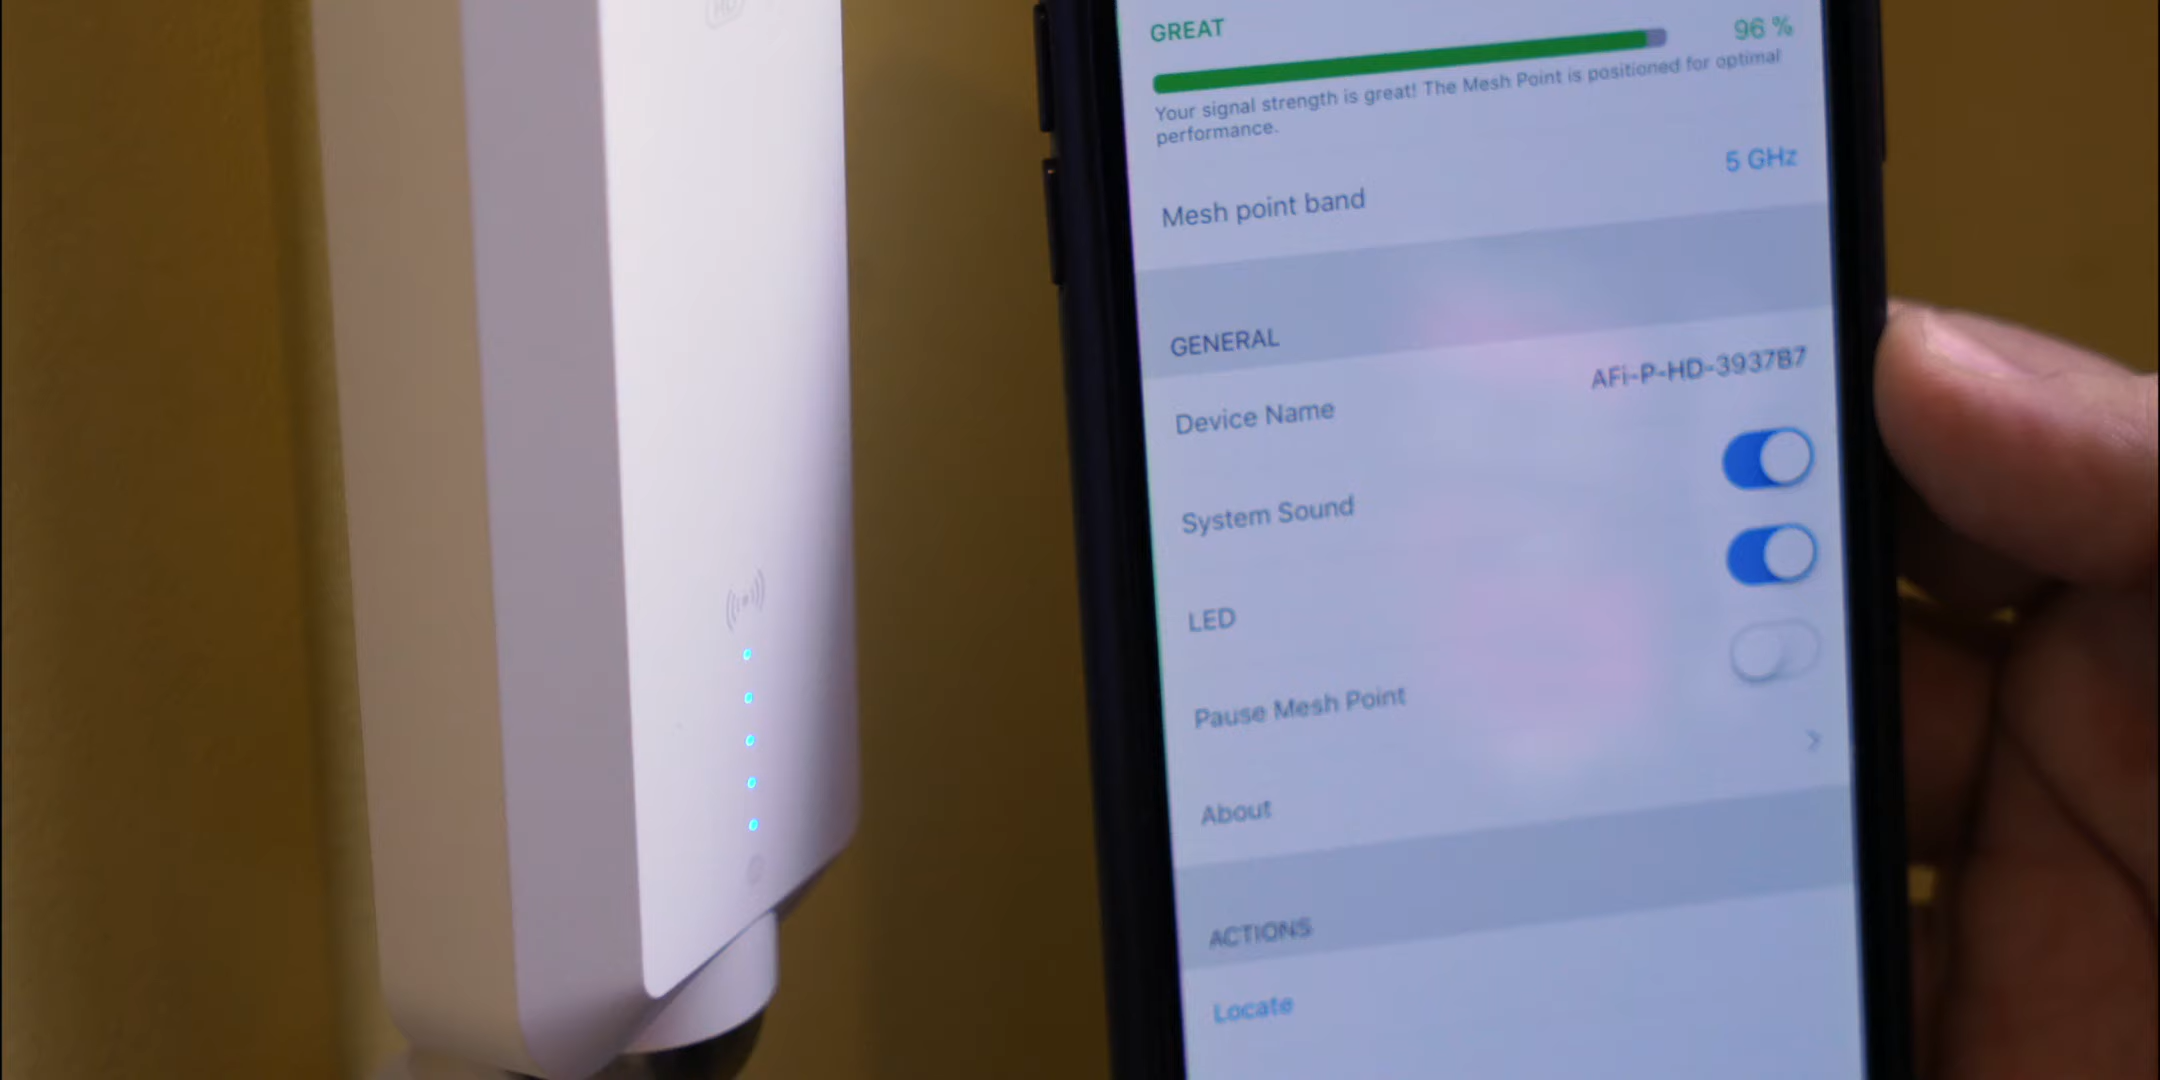 HD
GREAT
96 %
Your signal strength is great! The Mesh Point is positioned for optimal
performance.
Mesh point band
5 GHz
GENERAL
Device Name
AFi-P-HD-3937B7
System Sound
LED
Pause Mesh Point
About
ACTIONS
Locate